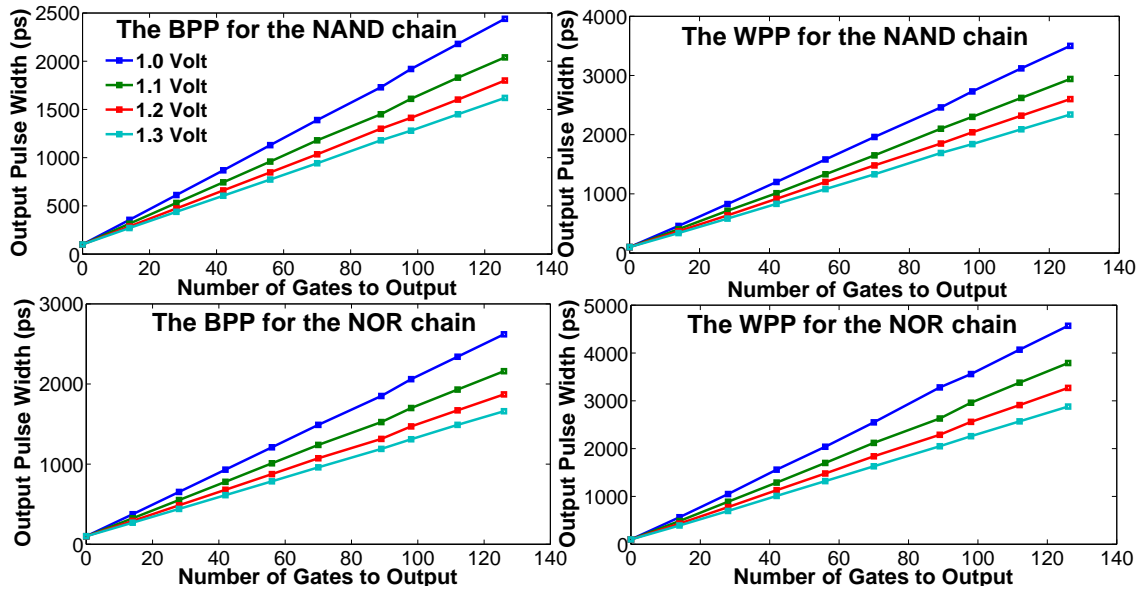 The BPP for the NAND chain
Output Pulse Width (ps)
2500
2000
1500
1000
500
0
1.0 Volt
1.1 Volt
1.2 Volt
1.3 Volt
0 20 40 60 80 100 120 140
Number of Gates to Output
The WPP for the NAND chain
Output Pulse Width (ps)
4000
3000
2000
1000
0
0 20 40 60 80 100 120 140
Number of Gates to Output
The BPP for the NOR chain
Output Pulse Width (ps)
3000
2000
1000
0
0 20 40 60 80 100 120 140
Number of Gates to Output
The WPP for the NOR chain
Output Pulse Width (ps)
5000
4000
3000
2000
1000
0
0 20 40 60 80 100 120 140
Number of Gates to Output